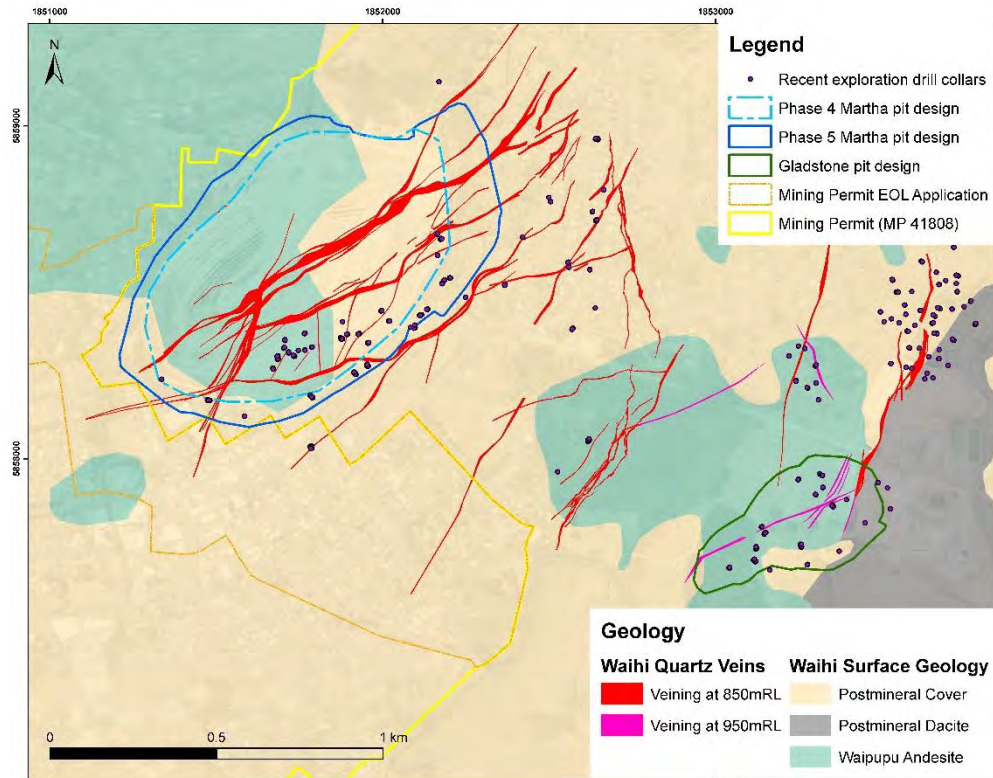 1851000
1852000
1853000
N
5859000
5858000
Legend
Recent exploration drill collars
Phase 4 Martha pit design
Phase 5 Martha pit design
Gladstone pit design
Mining Permit EOL Application
Mining Permit (MP 41808)
Geology
Waihi Quartz Veins
Veining at 850mRL
Veining at 950mRL
Waihi Surface Geology
Postmineral Cover
Postmineral Dacite
Waipupu Andesite
0 0.5 1 km